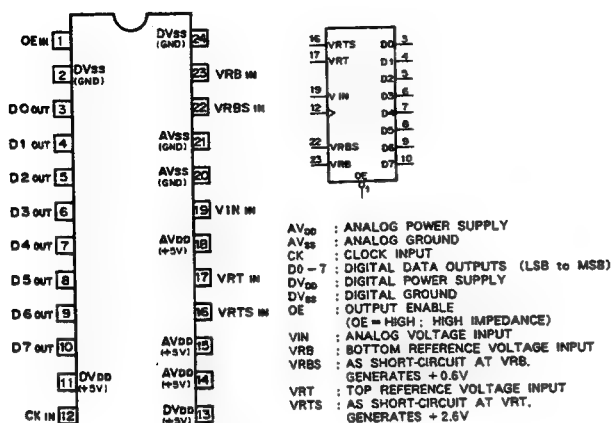 OE IN 1
DVSS 24
(GND)
2 DVSS
(GND)
23 VRB IN
D0 OUT 3
22 VRBS IN
D1 OUT 4
AVSS 21
(GND)
D2 OUT 5
AVSS 20
(GND)
D3 OUT 6
19 VIN IN
D4 OUT 7
AVDD 18
(+5V)
D5 OUT 8
17 VRT IN
D6 OUT 9
16 VRTS IN
D7 OUT 10
AVDD 15
(+5V)
11 DVDD
(+5V)
AVDD 14
(+5V)
CK IN 12
DVDD 13
(+5V)
16 VRTS D0 3
17 VRT D1 4
D2 5
19 V IN D3 6
12 D4 7
D5 8
22 VRBS D6 9
23 VRB D7 10
OE
1
AVDD : ANALOG POWER SUPPLY
AVSS : ANALOG GROUND
CK : CLOCK INPUT
D0-7 : DIGITAL DATA OUTPUTS (LSB to MSB)
DVDD : DIGITAL POWER SUPPLY
DVSS : DIGITAL GROUND
OE : OUTPUT ENABLE
(OE = HIGH ; HIGH IMPEDANCE)
VIN : ANALOG VOLTAGE INPUT
VRB : BOTTOM REFERENCE VOLTAGE INPUT
VRBS : AS SHORT-CIRCUIT AT VRB,
GENERATES +0.6V
VRT : TOP REFERENCE VOLTAGE INPUT
VRTS : AS SHORT-CIRCUIT AT VRT,
GENERATES +2.6V